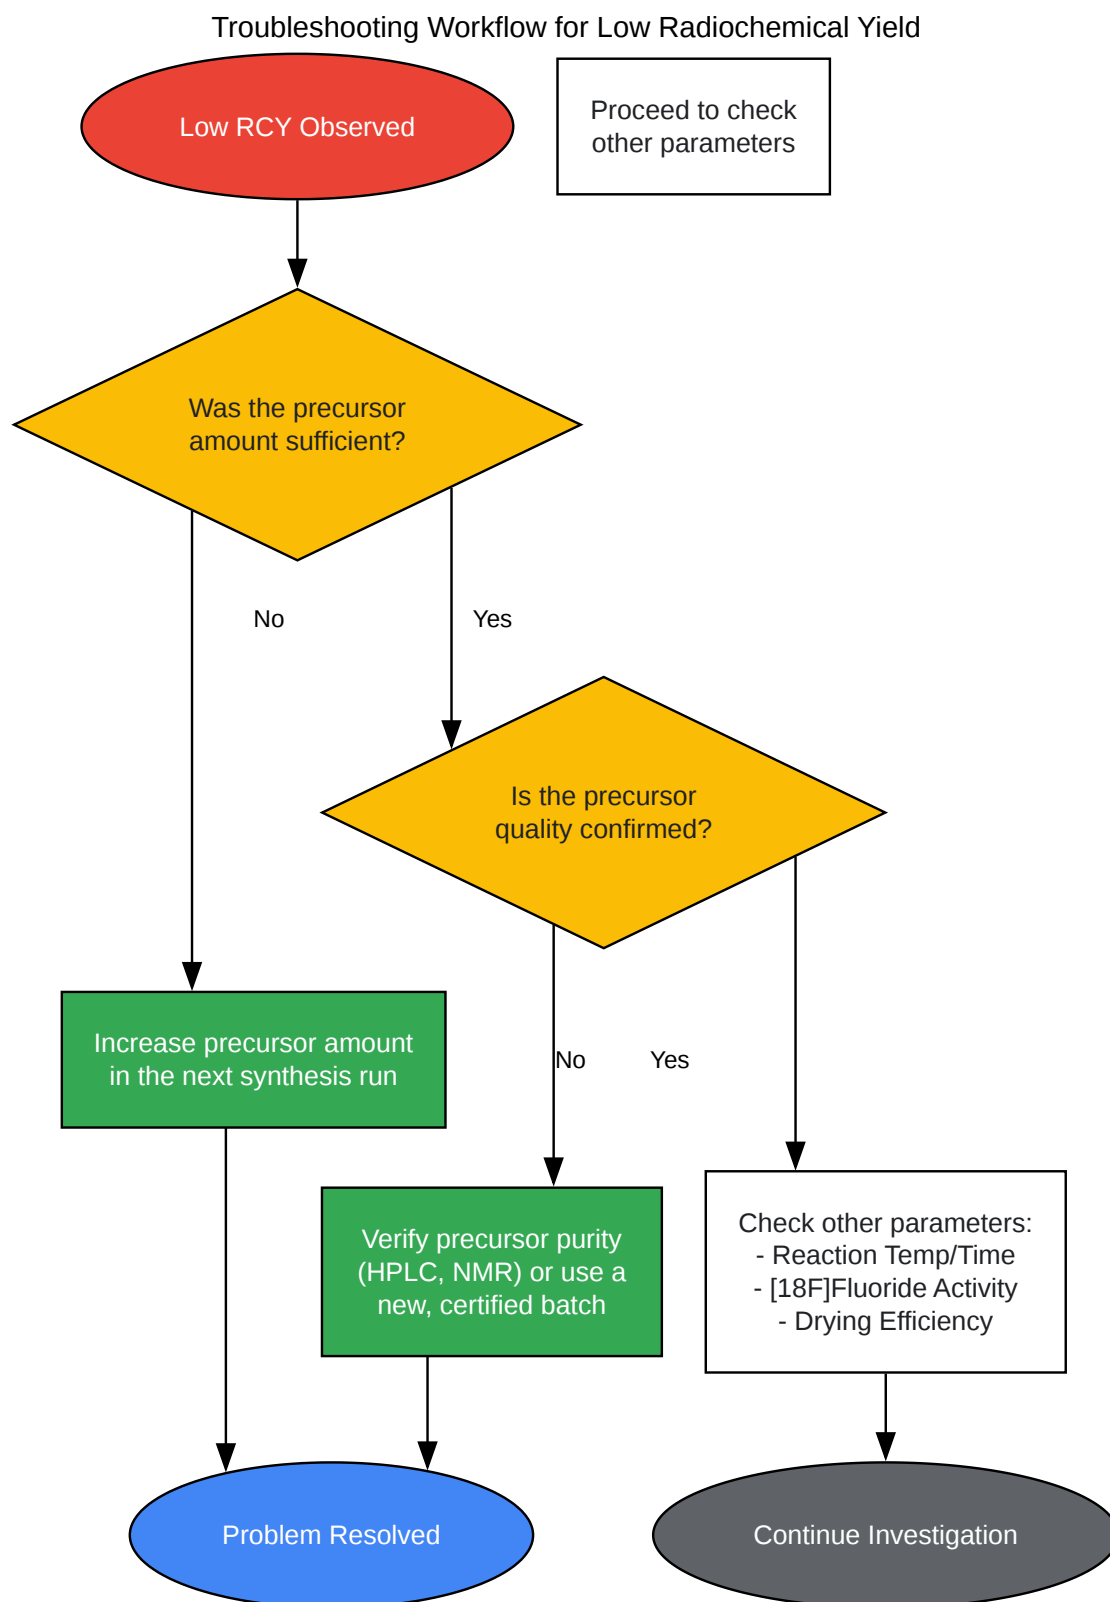 Troubleshooting Workflow for Low Radiochemical Yield
Low RCY Observed
Proceed to check
other parameters
Was the precursor
amount sufficient?
No
Yes
Is the precursor
quality confirmed?
Increase precursor amount
in the next synthesis run
No
Yes
Verify precursor purity
(HPLC, NMR) or use a
new, certified batch
Check other parameters:
- Reaction Temp/Time
- [18F]Fluoride Activity
- Drying Efficiency
Problem Resolved
Continue Investigation